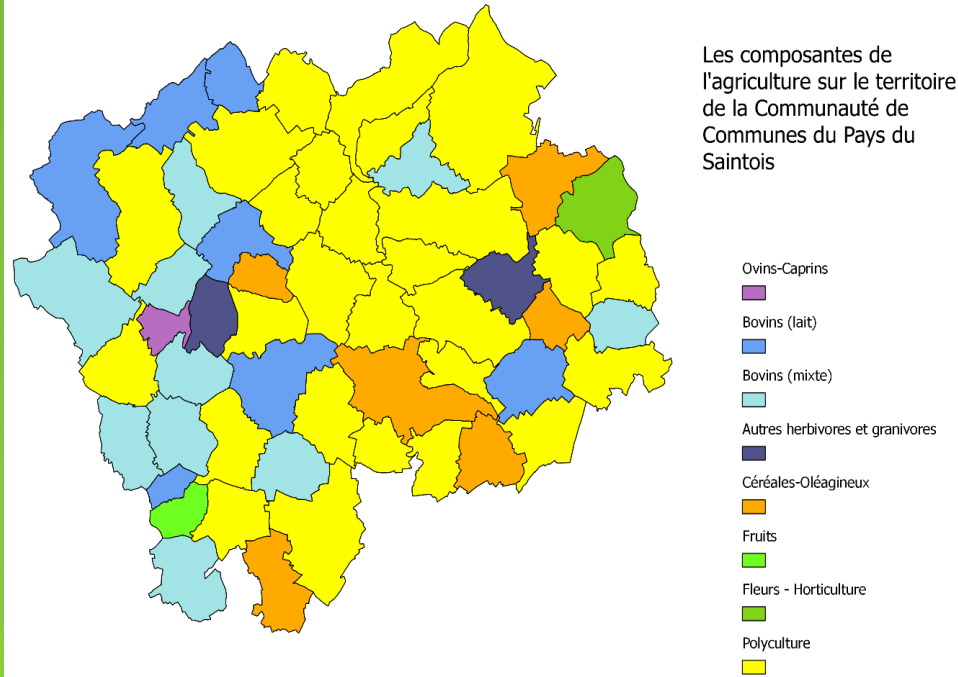 Les composantes de
l'agriculture sur le territoire
de la Communauté de
Communes du Pays du
Saintois
Ovins-Caprins
Bovins (lait)
Bovins (mixte)
Autres herbivores et granivores
Céréales-Oléagineux
Fruits
Fleurs - Horticulture
Polyculture